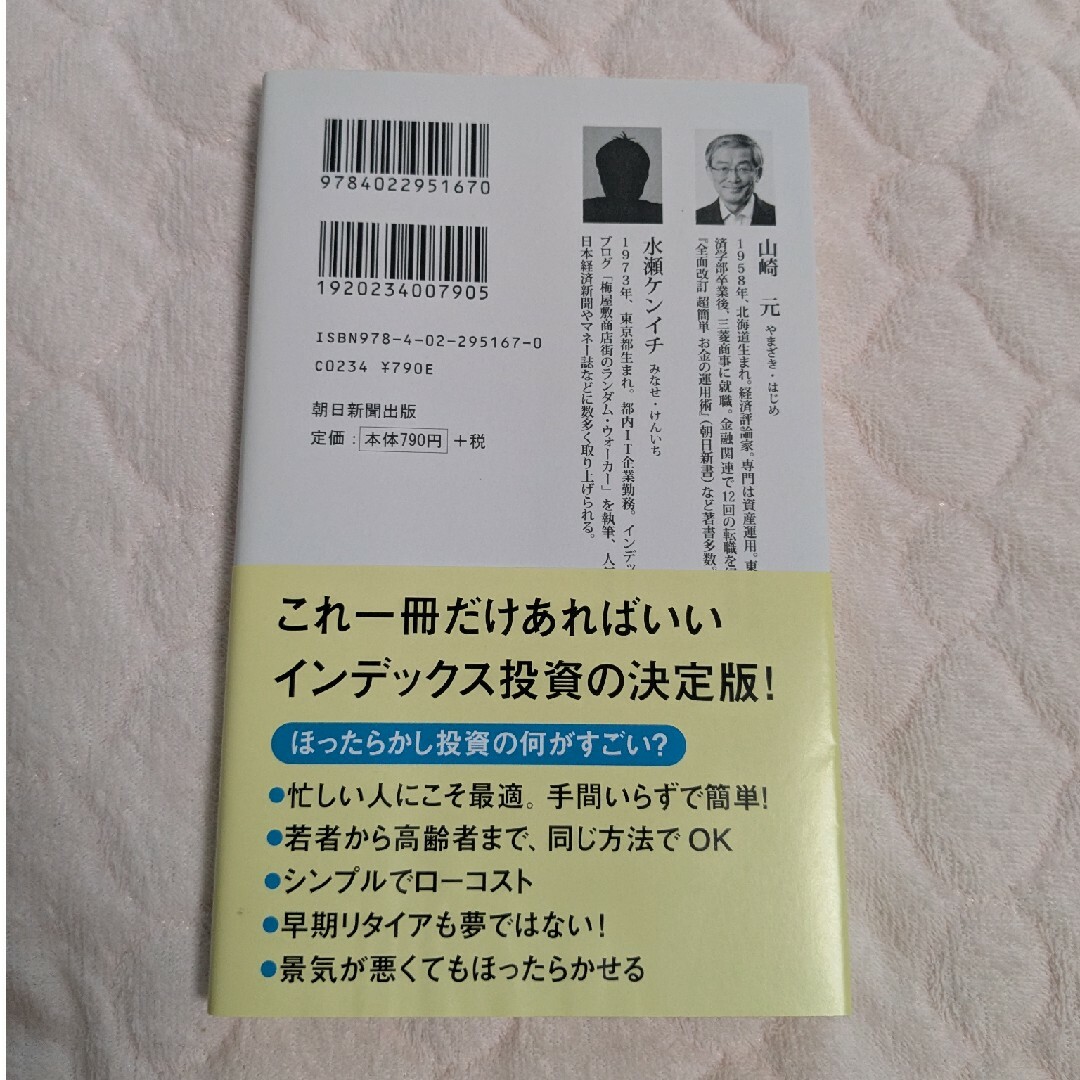 9784022951670
1920234007905
ISBN978-4-02-295167-0
C0234 ¥790E
朝日新聞出版
定価：本体790円＋税
山崎 元 やまざき・はじめ
1958年、北海道生まれ。経済評論家。専門は資産運用。東
済学部卒業後、三菱商事に就職。金融関連で12回の転職を
『全面改訂 超簡単 お金の運用術』（朝日新書）など著書多数。
水瀬ケンイチ みなせ・けんいち
1973年、東京都生まれ。都内IT企業勤務。インデッ
ブログ「梅屋敷商店街のランダム・ウォーカー」を執筆、人
日本経済新聞やマネー誌などに数多く取り上げられる。
これ一冊だけあればいい
インデックス投資の決定版！
ほったらかし投資の何がすごい？
●忙しい人にこそ最適。手間いらずで簡単！
●若者から高齢者まで、同じ方法でOK
●シンプルでローコスト
●早期リタイアも夢ではない！
●景気が悪くてもほったらかせる